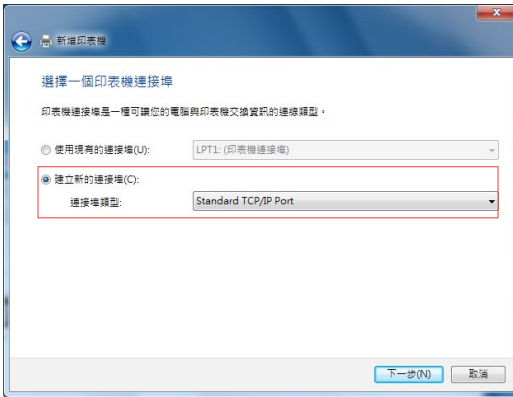 新增印表機
選擇一個印表機連接埠
印表機連接埠是一種可讓您的電腦與印表機交換資訊的連線類型。
使用現有的連接埠(U): LPT1: (印表機連接埠)
建立新的連接埠(C):
連接埠類型: Standard TCP/IP Port
下一步(N) 取消